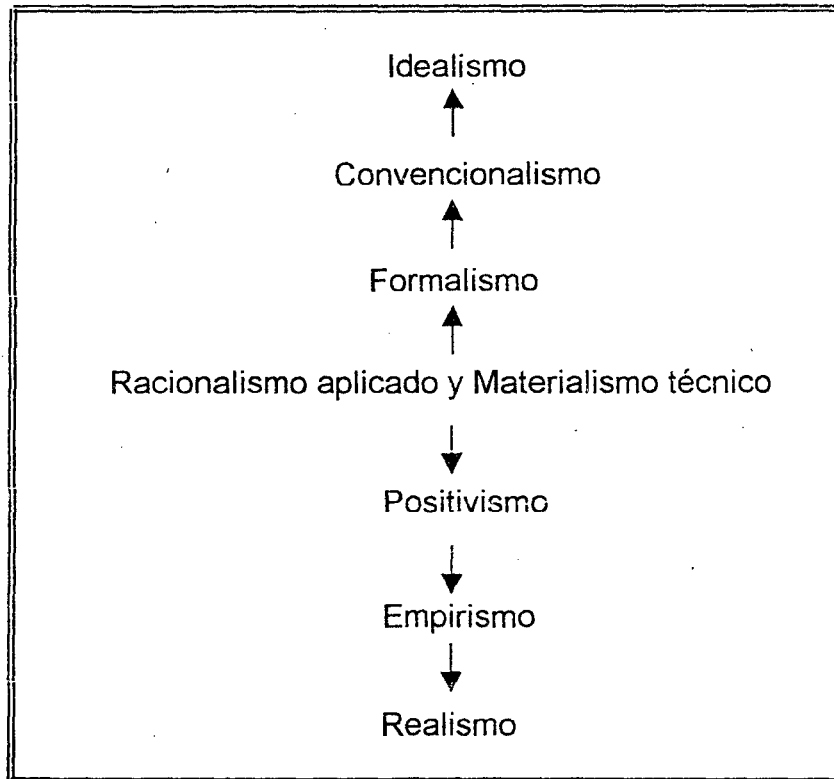 Idealismo
Convencionalismo
Formalismo
Racionalismo aplicado y Materialismo técnico
Positivismo
Empirismo
Realismo